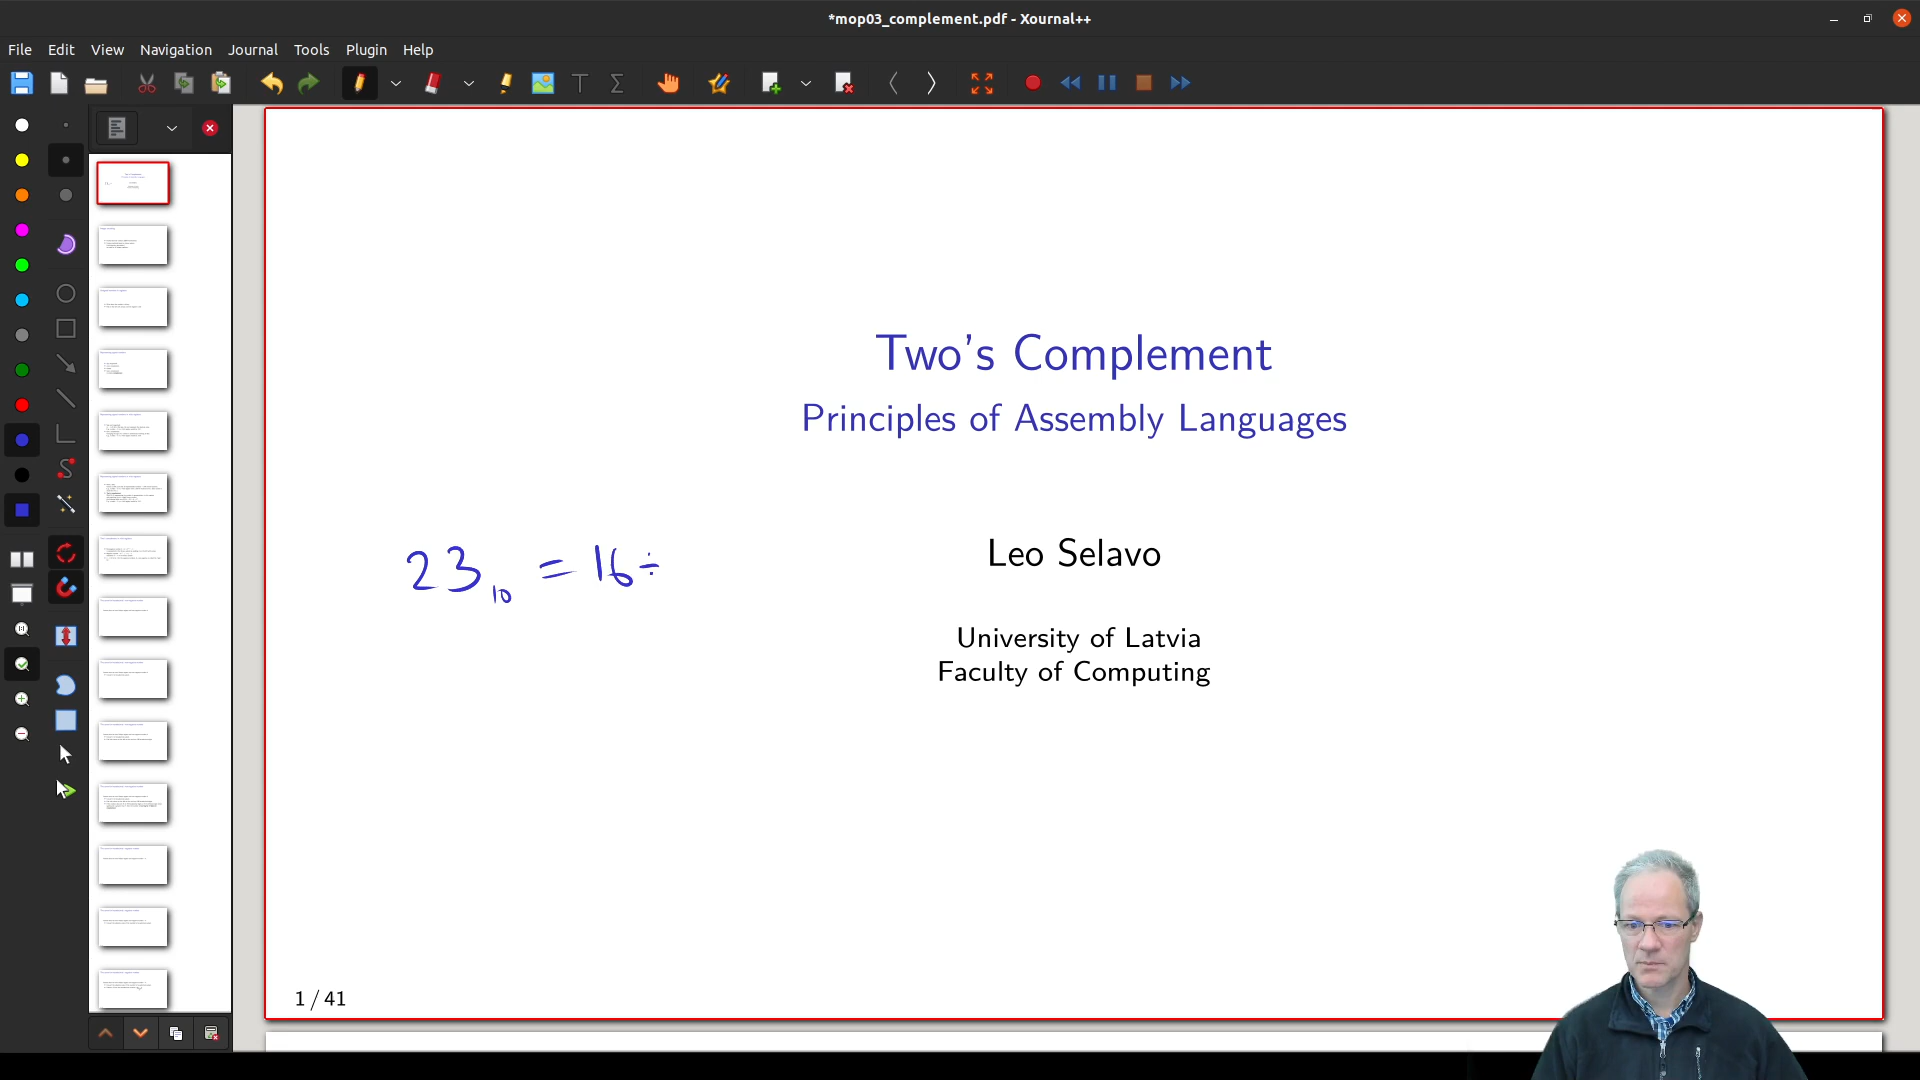 *mop03_complement.pdf - Xournal++
File Edit View Navigation Journal Tools Plugin Help
Two's Complement
Principles of Assembly Languages
23₁₀ = 16÷
Leo Selavo
University of Latvia
Faculty of Computing
1 / 41